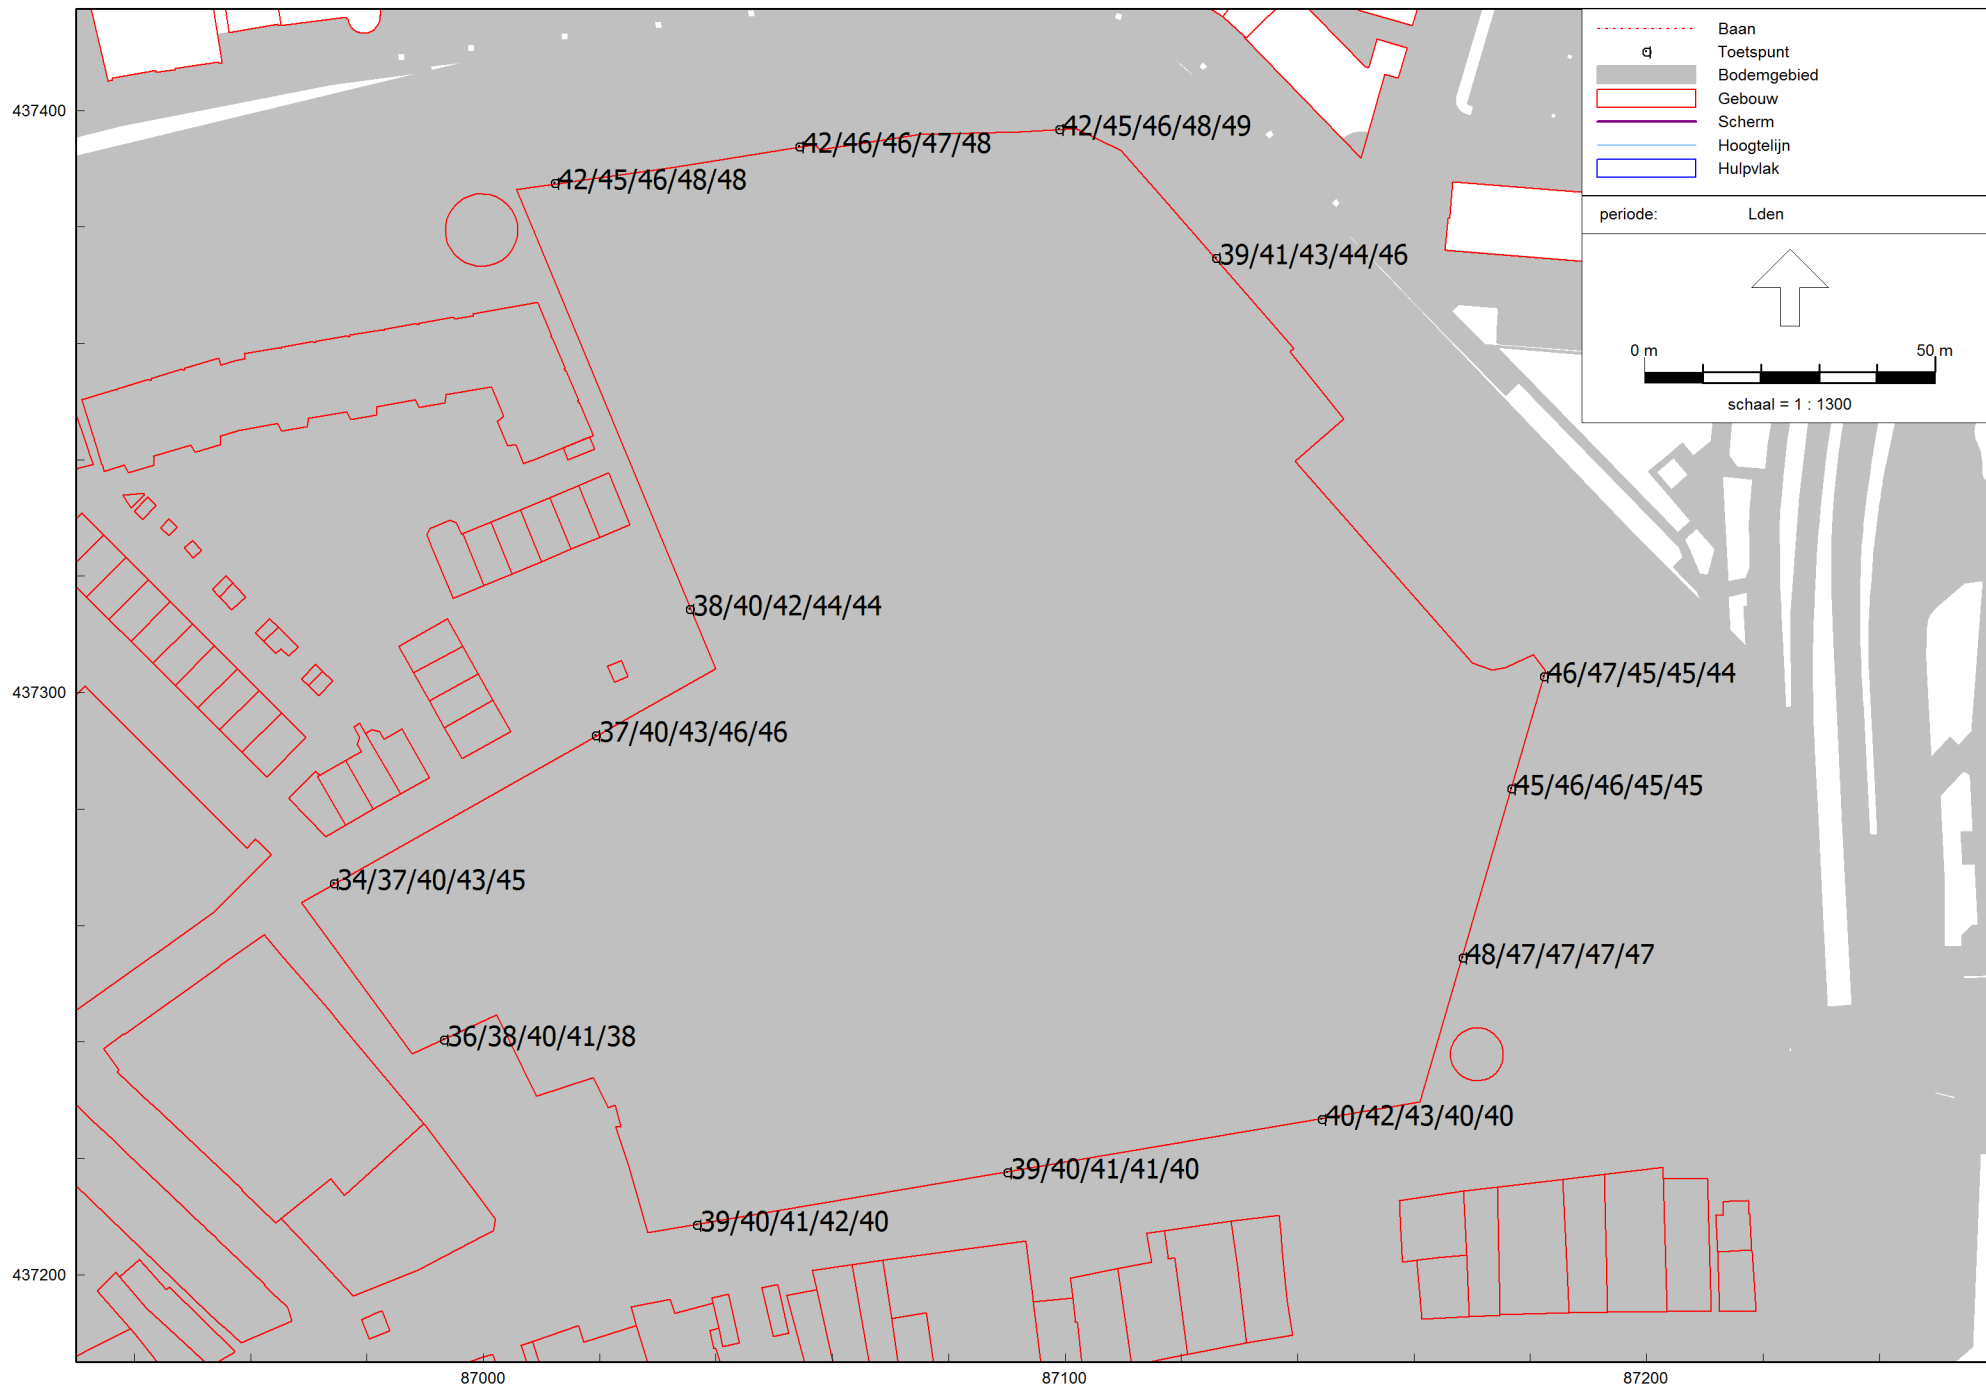 Baan
Toetspunt
Bodemgebied
Gebouw
Scherm
Hoogtelijn
Hulpvlak
periode: Lden
0 m 50 m
schaal = 1 : 1300
437400
42/45/46/48/49
42/46/46/47/48
42/45/46/48/48
39/41/43/44/46
38/40/42/44/44
46/47/45/45/44
437300
37/40/43/46/46
45/46/46/45/45
34/37/40/43/45
48/47/47/47/47
36/38/40/41/38
40/42/43/40/40
39/40/41/41/40
39/40/41/42/40
437200
87000 87100 87200